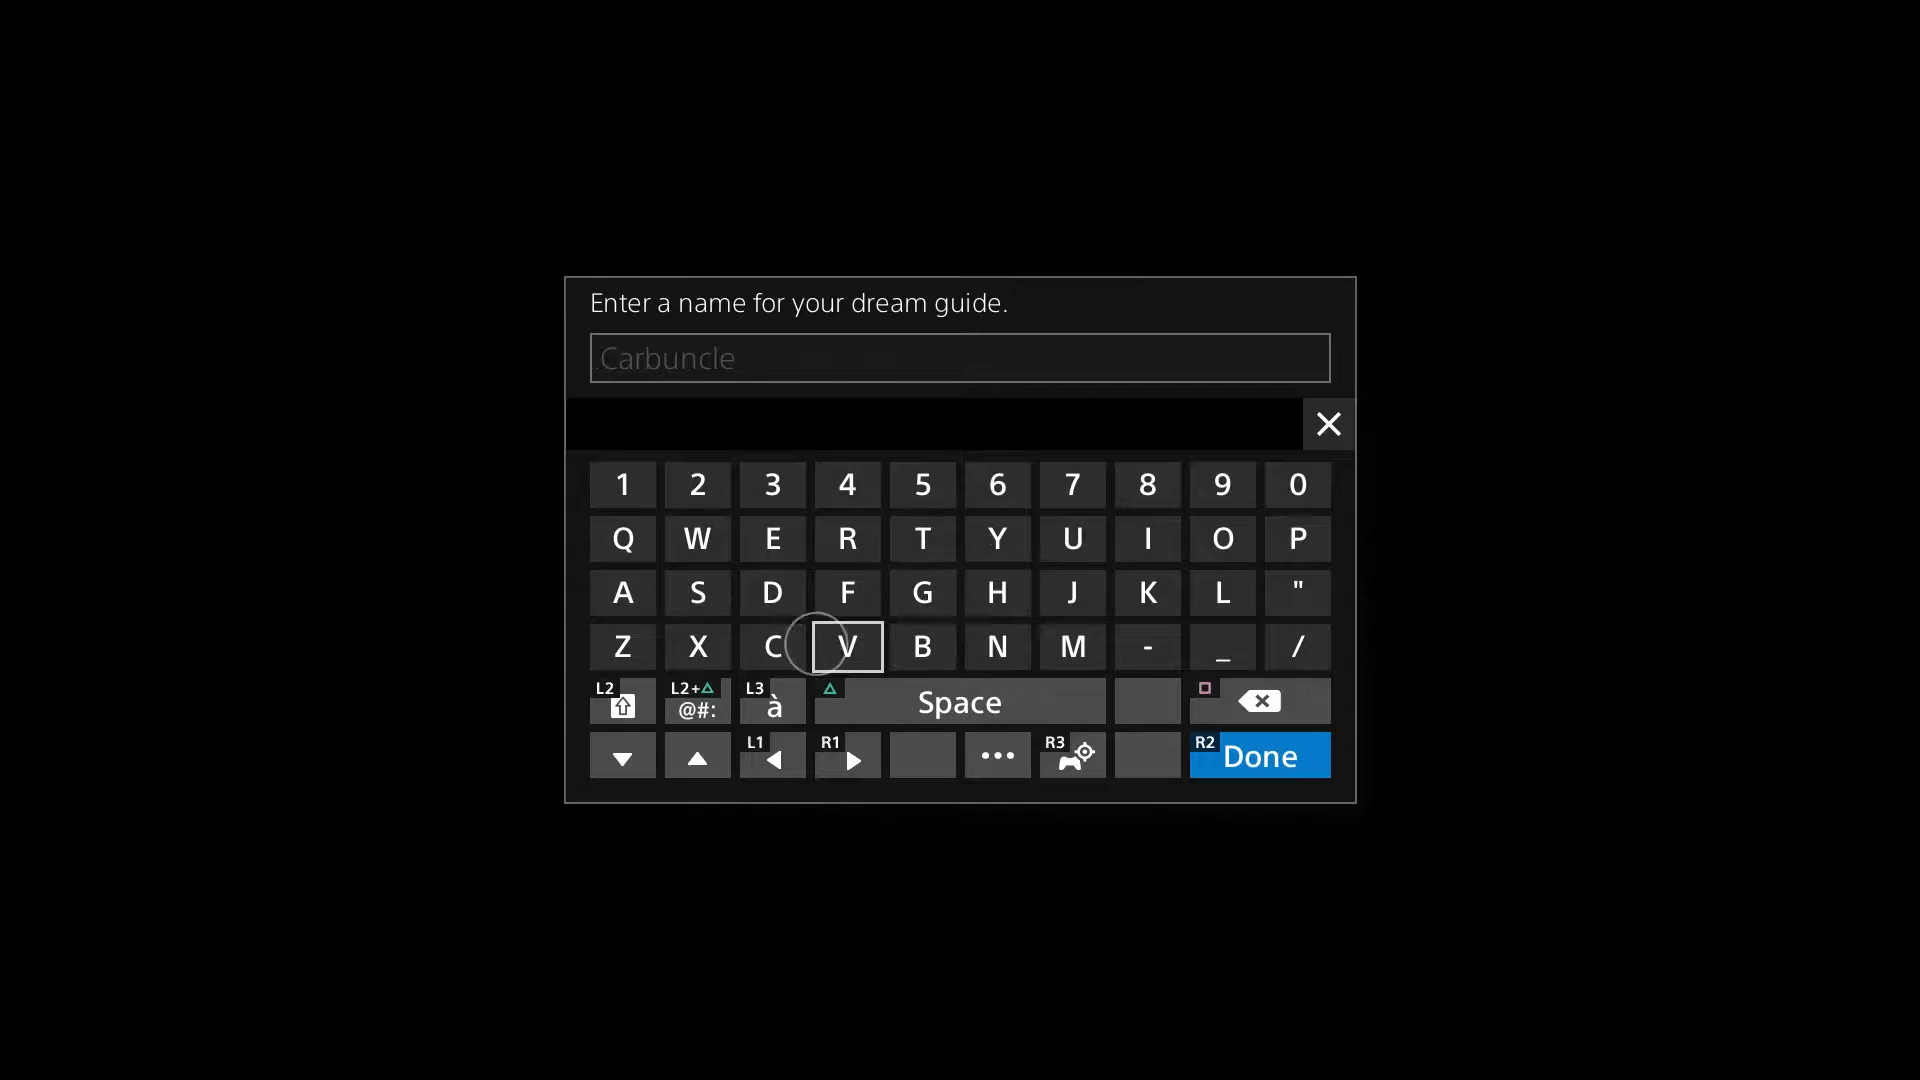 Enter a name for your dream guide.
Carbuncle
1 2 3 4 5 6 7 8 9 0
Q W E R T Y U I O P
A S D F G H J K L "
Z X C V B N M - _ /
L2 L2+△ @#: L3 à △ Space □
L1 R1 ... R3 R2 Done